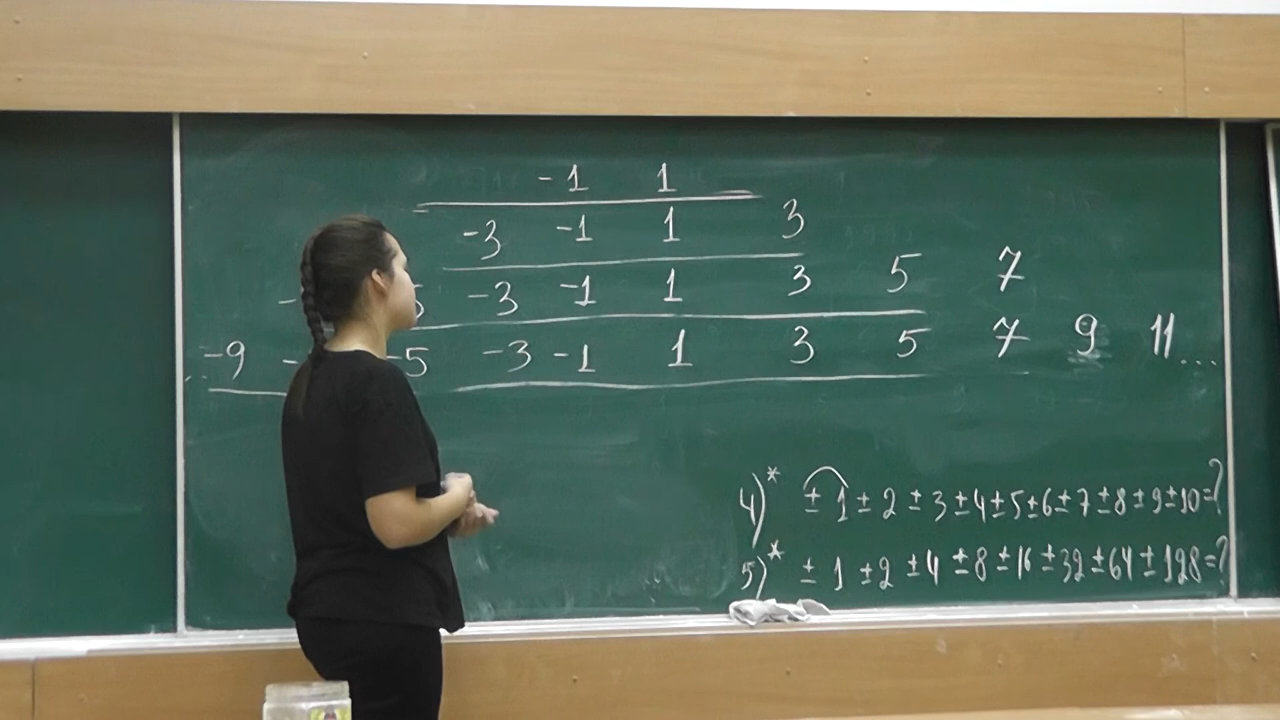 -1 1
-3 -1 1 3
-3 -1 1 3 5 7
-9 -5 -3 -1 1 3 5 7 9 11...
4)* ± 1 ± 2 ± 3 ± 4 ± 5 ± 6 ± 7 ± 8 ± 9 ± 10 = ?
5)* ± 1 ± 2 ± 4 ± 8 ± 16 ± 32 ± 64 ± 128 = ?